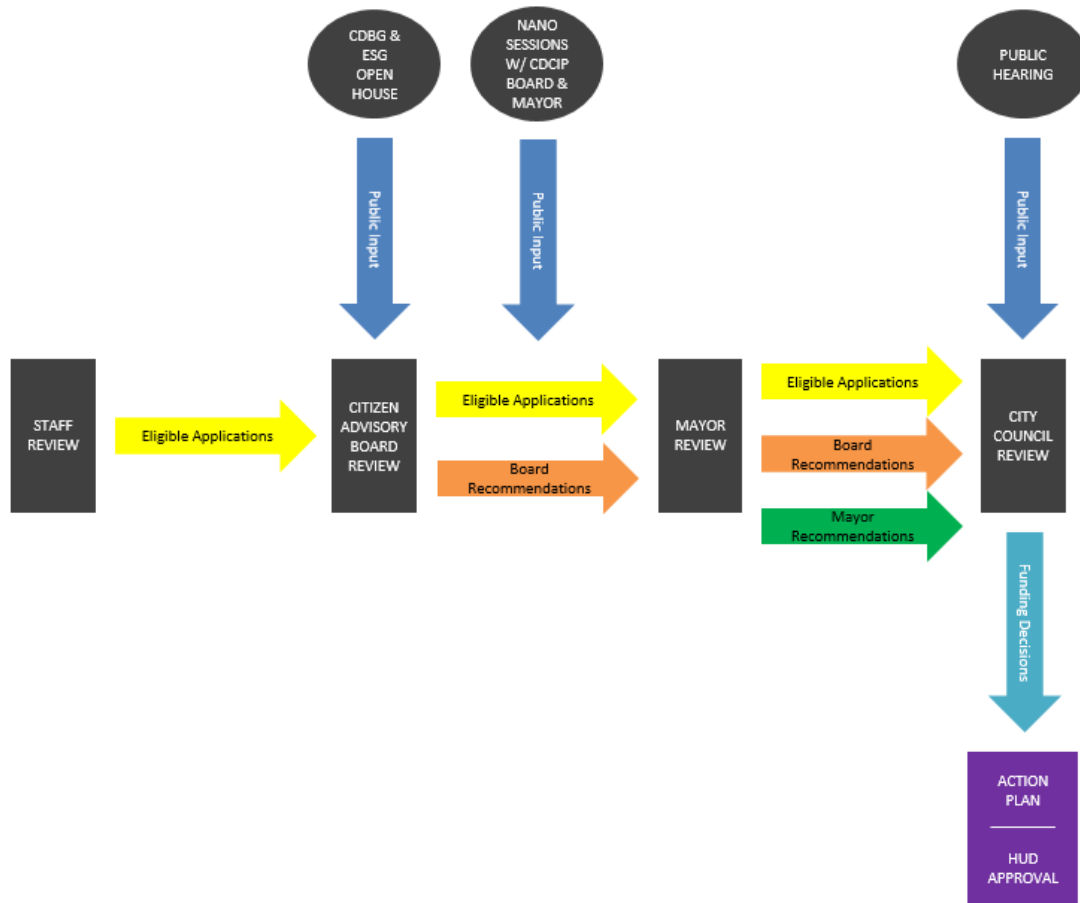 CDBG &
ESG
OPEN
HOUSE
NANO
SESSIONS
W/ CDCIP
BOARD &
MAYOR
PUBLIC
HEARING
Public Input
Public Input
Public Input
STAFF
REVIEW
Eligible Applications
CITIZEN
ADVISORY
BOARD
REVIEW
Eligible Applications
Board
Recommendations
MAYOR
REVIEW
Eligible Applications
Board
Recommendations
Mayor
Recommendations
CITY
COUNCIL
REVIEW
Funding Decisions
ACTION
PLAN
HUD
APPROVAL